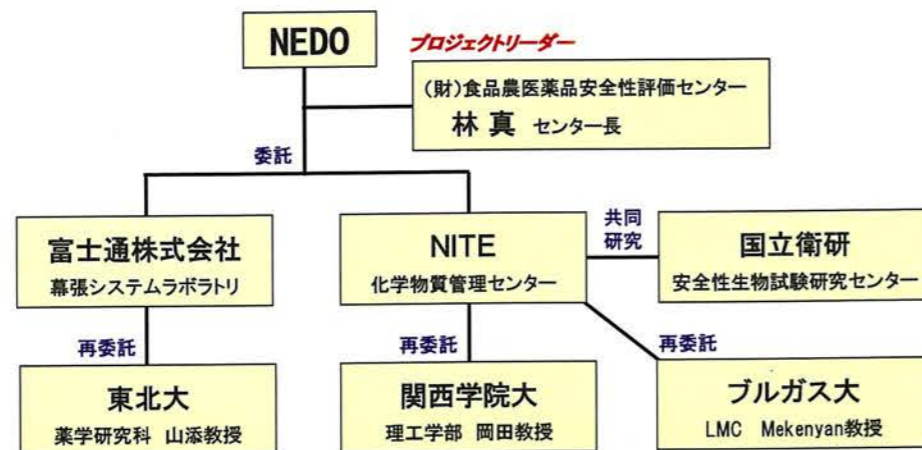 NEDO
プロジェクトリーダー
（財）食品農医薬品安全性評価センター
林 真 センター長
委託
富士通株式会社
幕張システムラボラトリ
NITE
化学物質管理センター
共同
研究
国立衛研
安全性生物試験研究センター
再委託
再委託
再委託
東北大
薬学研究科 山添教授
関西学院大
理工学部 岡田教授
ブルガス大
LMC Mekenyan教授